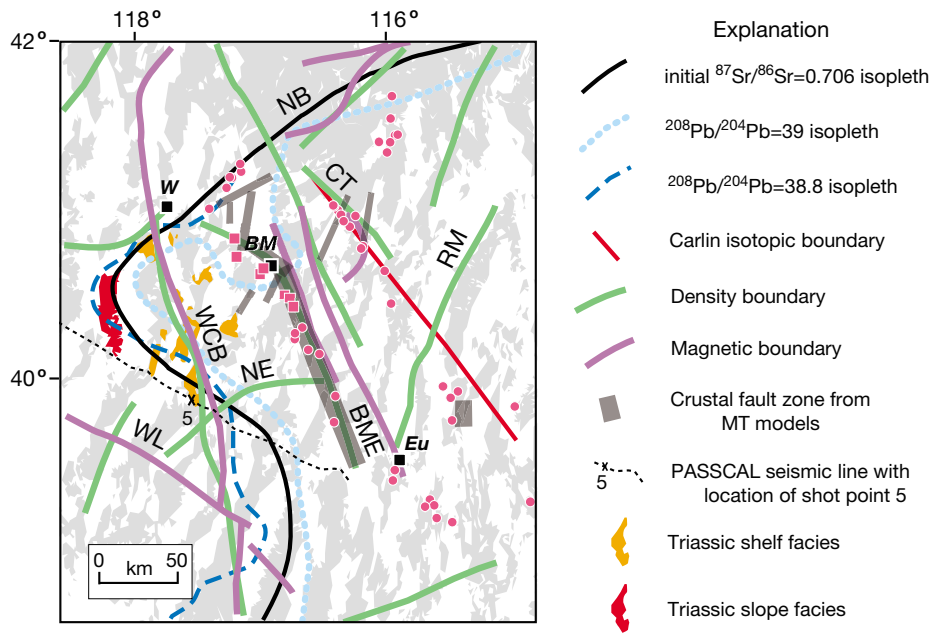 118° 116°
42°
40°
NB
W
CT
BM
RM
WCB
NE
5
WL
BME
Eu
0 50
km
Explanation
initial ⁸⁷Sr/⁸⁶Sr=0.706 isopleth
²⁰⁸Pb/²⁰⁴Pb=39 isopleth
²⁰⁸Pb/²⁰⁴Pb=38.8 isopleth
Carlin isotopic boundary
Density boundary
Magnetic boundary
Crustal fault zone from
MT models
x
5
PASSCAL seismic line with
location of shot point 5
Triassic shelf facies
Triassic slope facies